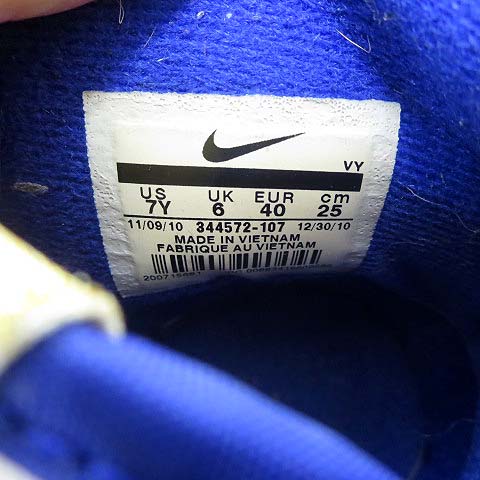 VY
US UK EUR cm
7Y 6 40 25
11/09/10 344572-107 12/30/10
MADE IN VIETNAM
FABRIQUE AU VIETNAM